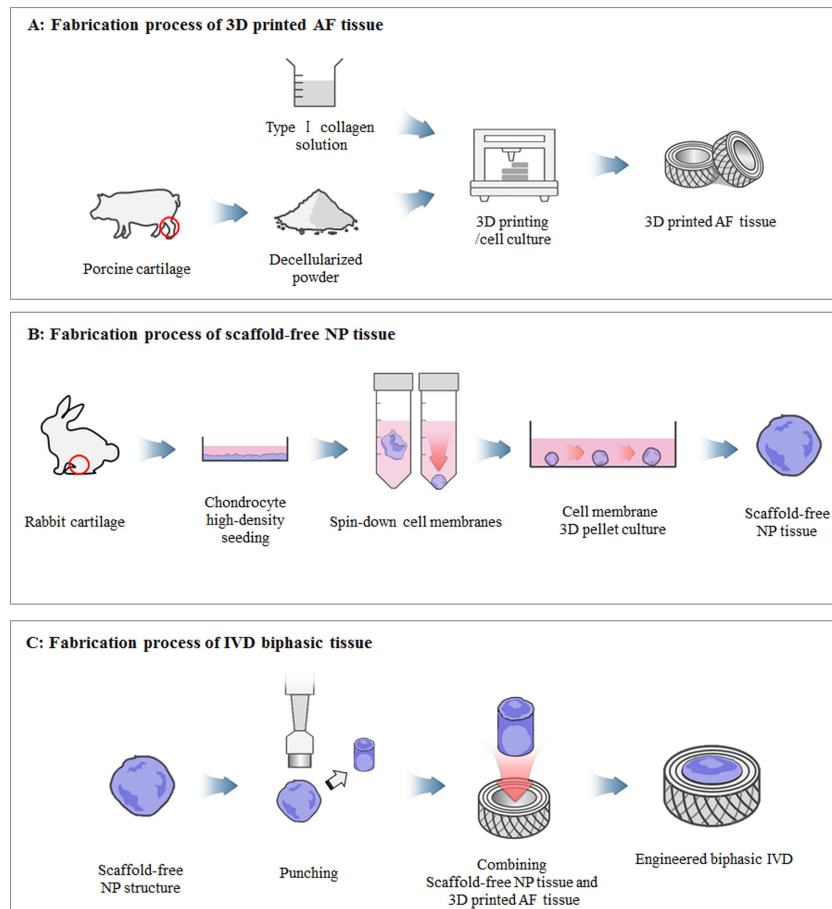 A: Fabrication process of 3D printed AF tissue
Type I collagen
solution
Porcine cartilage
Decellularized
powder
3D printing
/cell culture
3D printed AF tissue
B: Fabrication process of scaffold-free NP tissue
Rabbit cartilage
Chondrocyte
high-density
seeding
Spin-down cell membranes
Cell membrane
3D pellet culture
Scaffold-free
NP tissue
C: Fabrication process of IVD biphasic tissue
Scaffold-free
NP structure
Punching
Combining
Scaffold-free NP tissue and
3D printed AF tissue
Engineered biphasic IVD